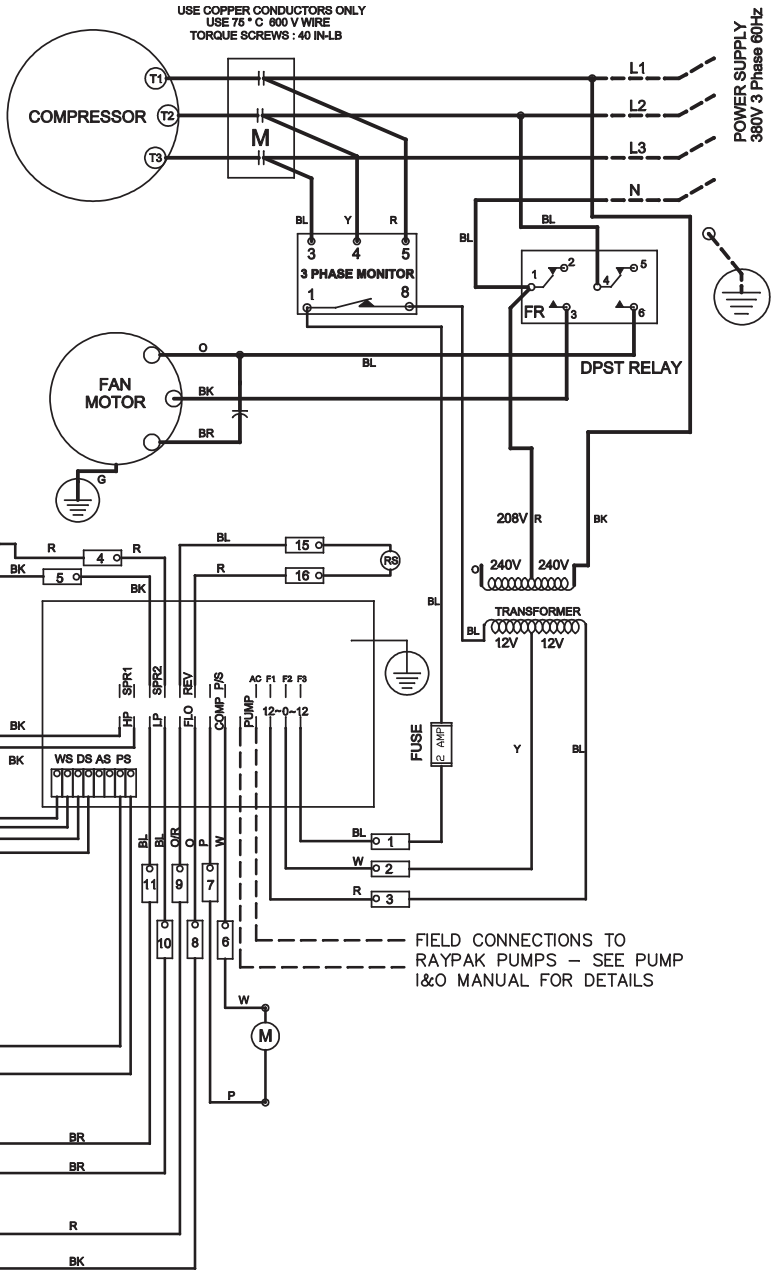 USE COPPER CONDUCTORS ONLY
USE 75 ° C 600 V WIRE
TORQUE SCREWS : 40 IN-LB
POWER SUPPLY
380V 3 Phase 60Hz
T1
L1
COMPRESSOR
T2
L2
M
T3
L3
N
BL
Y
R
BL
BL
3
4
5
3 PHASE MONITOR
1
8
1
2
4
5
FR
3
6
DPST RELAY
O
BL
FAN
MOTOR
BK
BR
G
208V
R
BK
R
4
R
BL
15
RS
O
240V
240V
BK
5
BK
R
16
BL
TRANSFORMER
BL
12V
12V
SPR1
SPR2
REV
P/S
AC
F1
F2
F3
HP
LP
FLO
COMP
PUMP
12~0~12
BK
BK
WS DS AS PS
FUSE
2 AMP
Y
BL
BL
BL
O/R
O
P
W
BL
1
W
2
R
3
11
9
7
10
8
6
FIELD CONNECTIONS TO
RAYPAK PUMPS – SEE PUMP
I&O MANUAL FOR DETAILS
W
M
P
BR
BR
R
BK